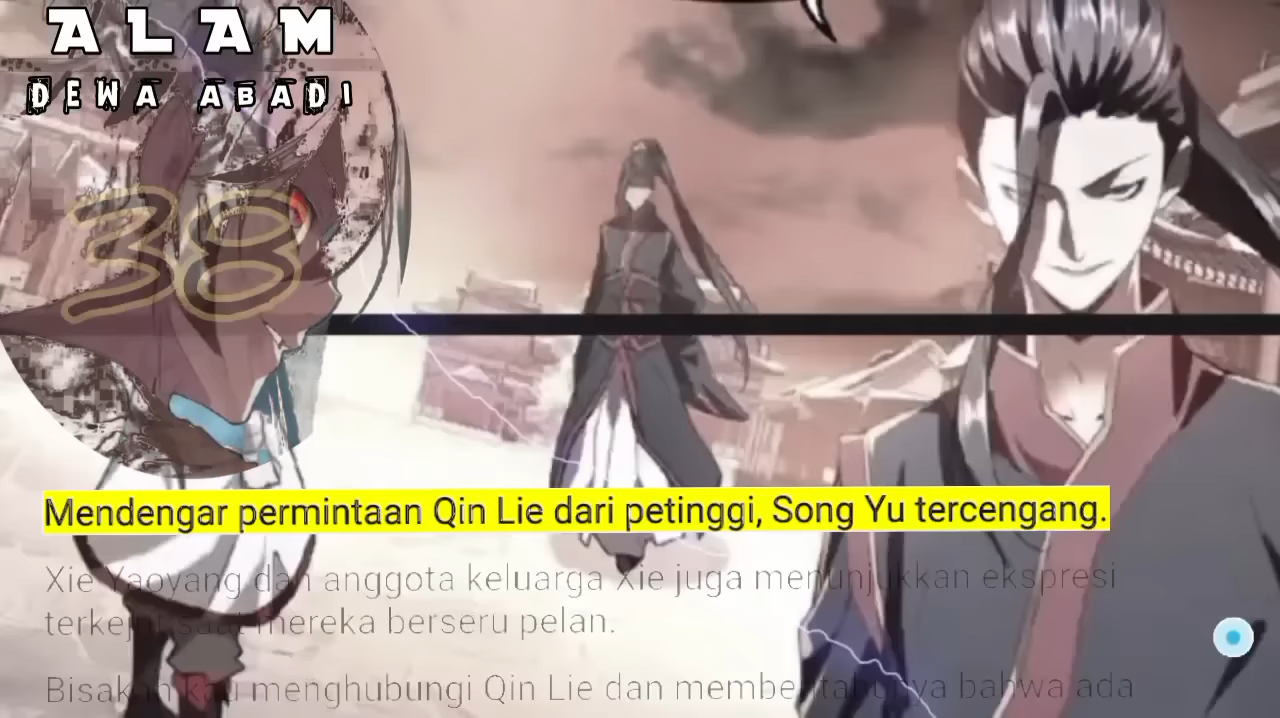 ALAM
DEWA ABADI
38
Mendengar permintaan Qin Lie dari petinggi, Song Yu tercengang.
Xie Yaoyang dan anggota keluarga Xie juga menunjukkan ekspresi
terkejut saat mereka berseru pelan.
Bisakah kau menghubungi Qin Lie dan memberitahunya bahwa ada